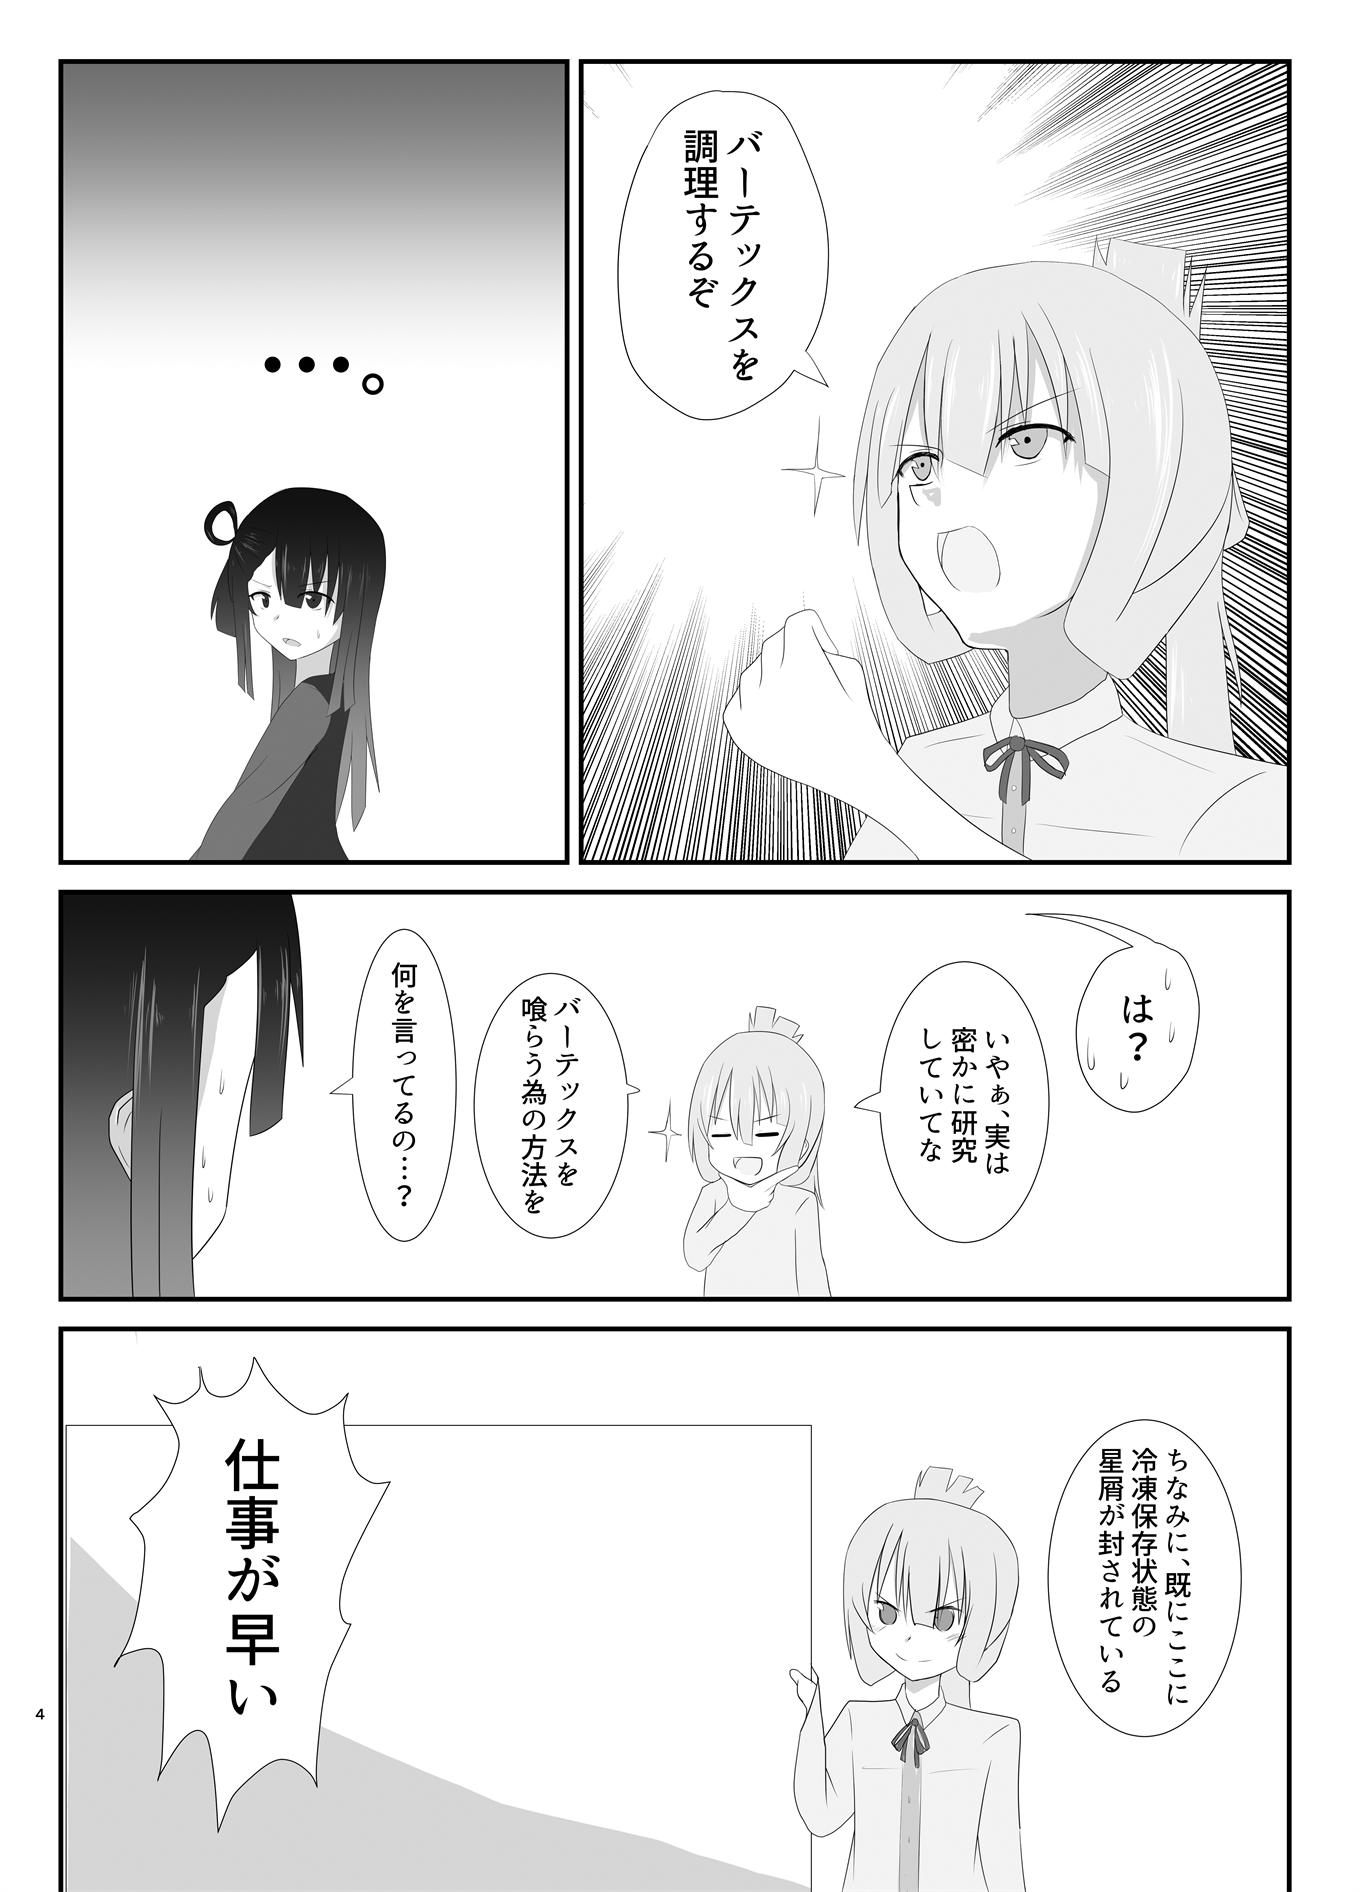 バーテックスを
調理するぞ
・・・。
は？
いやぁ、実は
密かに研究
していてな
バーテックスを
喰らう為の方法を
何を言ってるの…？
ちなみに、既にここに
冷凍保存状態の
星屑が封されている
仕事が早い
4